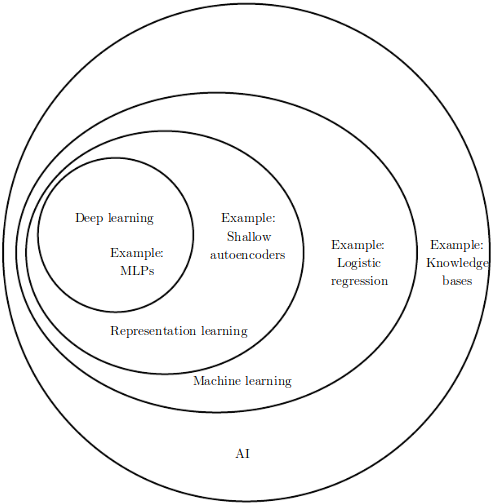 Deep learning
Example:
MLPs
Example:
Shallow
autoencoders
Example:
Logistic
regression
Example:
Knowledge
bases
Representation learning
Machine learning
AI